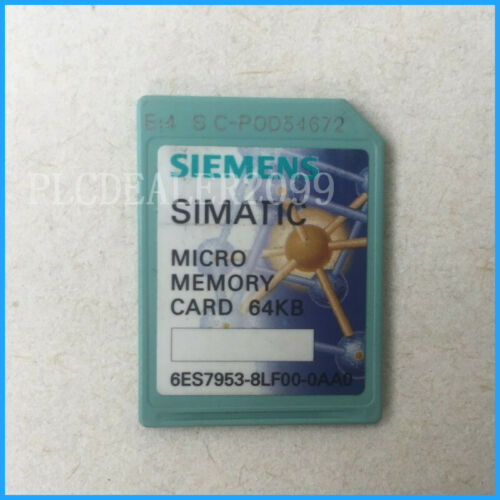 E:4 S C-POD54672
SIEMENS
PLCDEALER2099
SIMATIC
MICRO
MEMORY
CARD 64KB
6ES7953-8LF00-0AA0